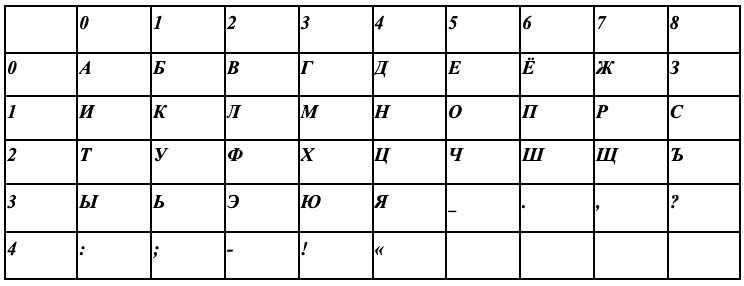 0 1 2 3 4 5 6 7 8
0 А Б В Г Д Е Ё Ж З
1 И К Л М Н О П Р С
2 Т У Ф Х Ц Ч Ш Щ Ъ
3 Ы Ь Э Ю Я _ . , ?
4 : ; - ! «